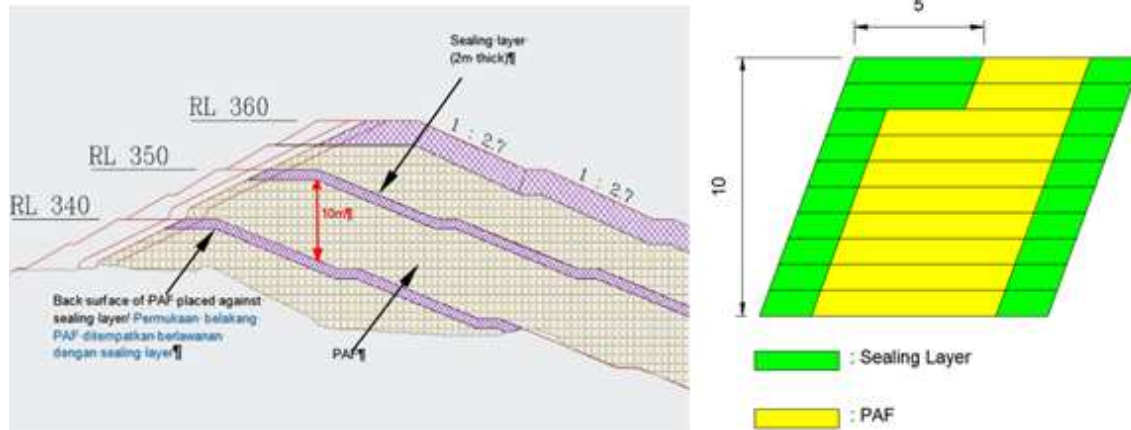 Sealing layer
(2m thick)¶
RL 360
1 : 2.7
RL 350
1 : 2.7
RL 340
10m¶
Back surface of PAF placed against
sealing layer/ Permukaan belakang
PAF ditempatkan berlawanan
dengan sealing layer¶
PAF¶
5
10
: Sealing Layer
: PAF